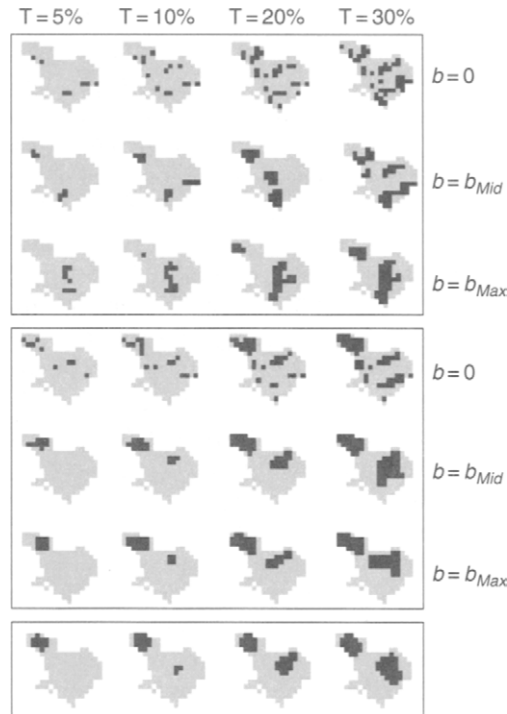 T = 5% T = 10% T = 20% T = 30%
b = 0
b = bMid
b = bMax
b = 0
b = bMid
b = bMax